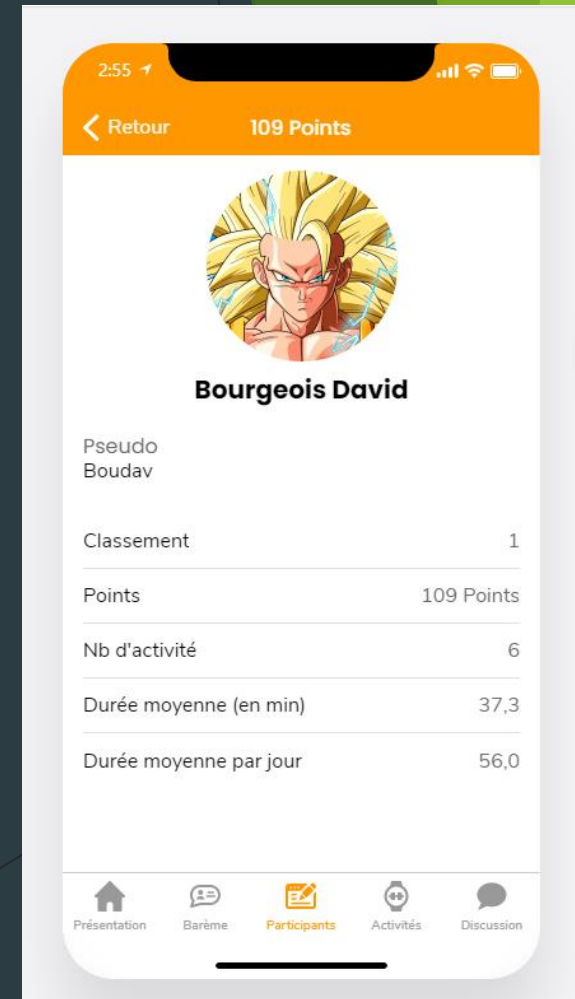 2:55
Retour 109 Points
Bourgeois David
Pseudo
Boudav
Classement 1
Points 109 Points
Nb d'activité 6
Durée moyenne (en min) 37,3
Durée moyenne par jour 56,0
Présentation Barème Participants Activités Discussion